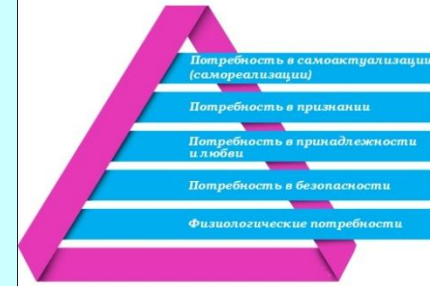 Потребность в самоактуализации
(самореализации)
Потребность в признании
Потребность в принадлежности
и любви
Потребность в безопасности
Физиологические потребности